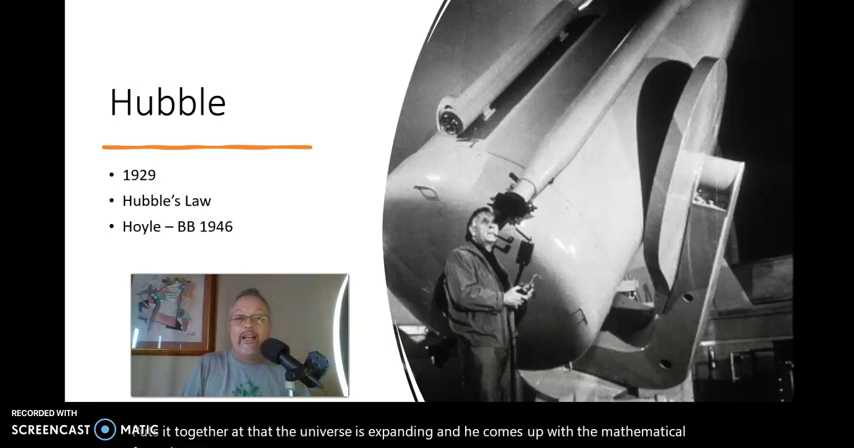 Hubble
• 1929
• Hubble's Law
• Hoyle – BB 1946
RECORDED WITH
SCREENCAST MATIC
it together at that the universe is expanding and he comes up with the mathematical